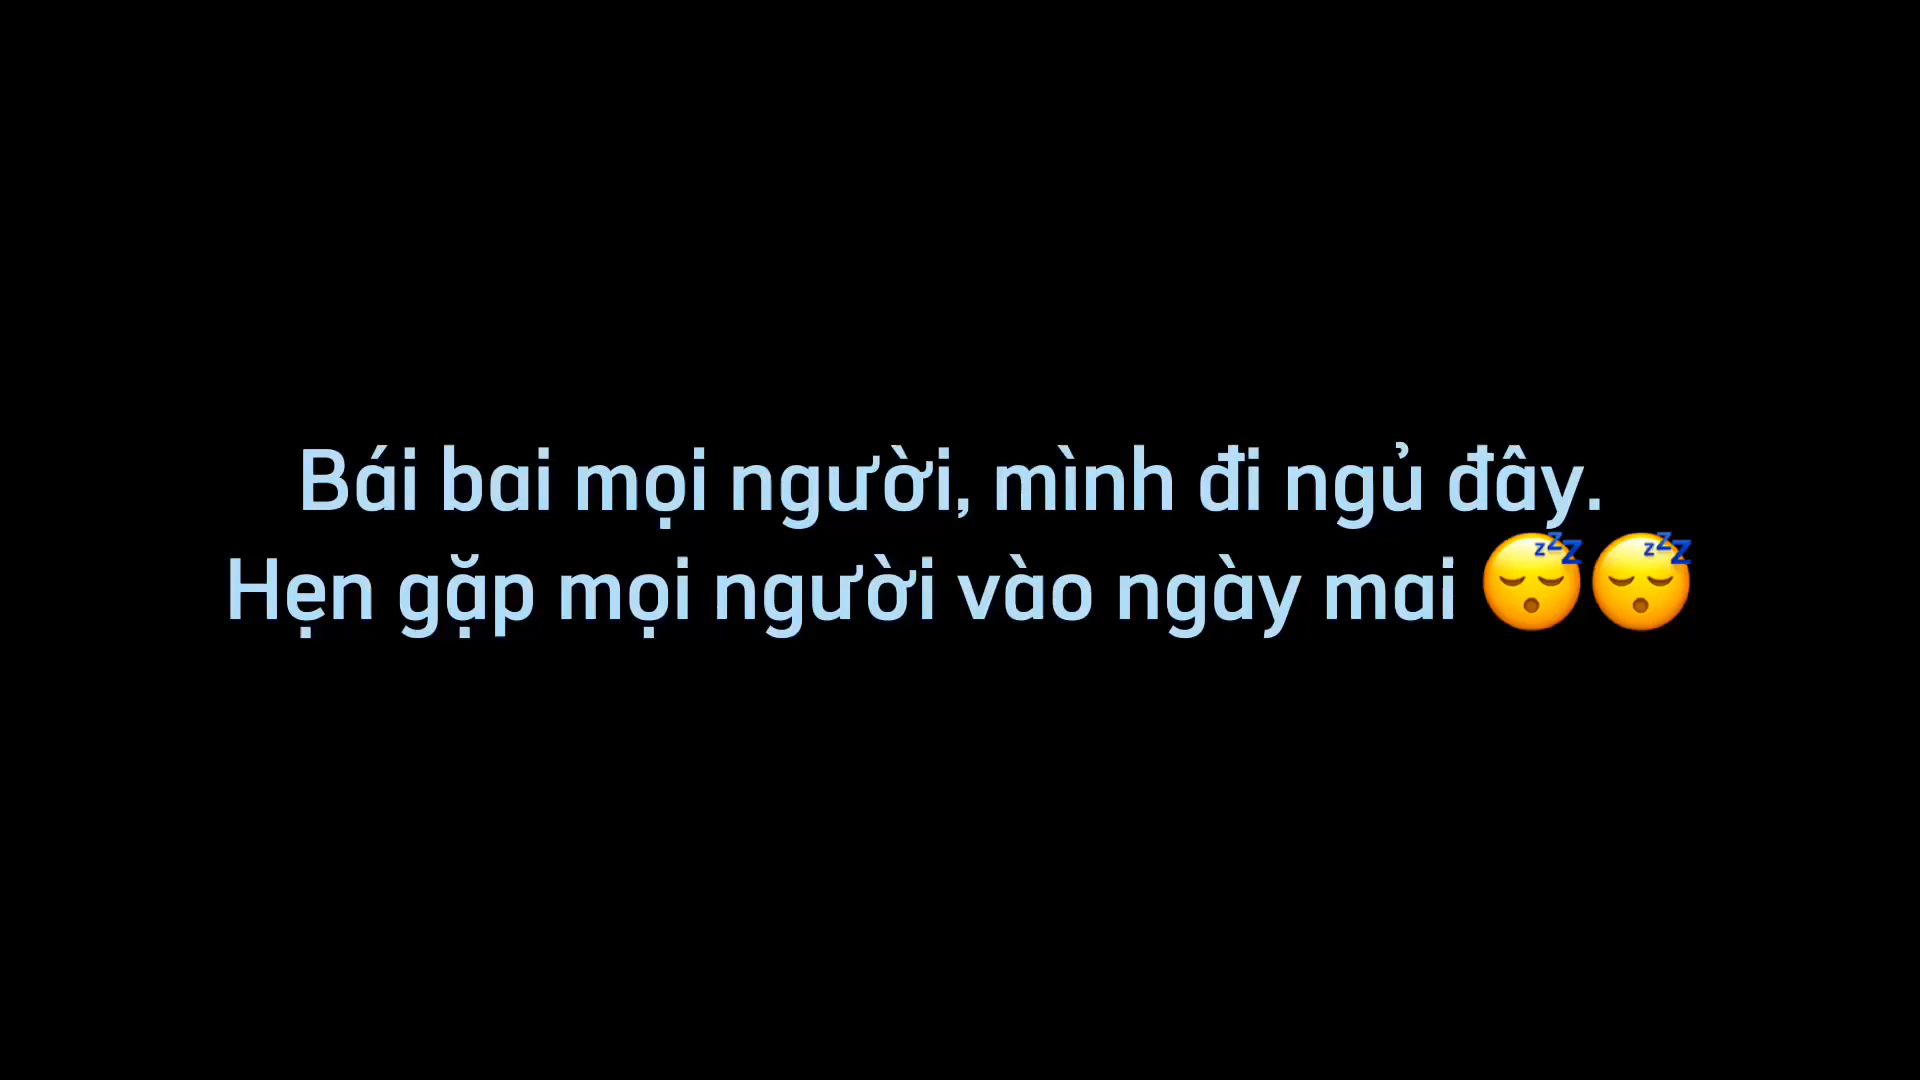 Bái bai mọi người, mình đi ngủ đây.
Hẹn gặp mọi người vào ngày mai 😴😴